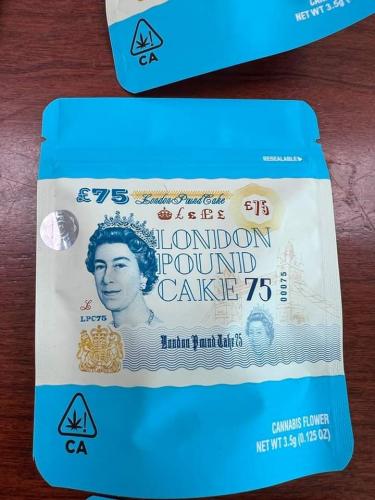 CA
CANN
NET WT 3.5g (
RESEALABLE
£75
London Pound Cake
£ £ £ £
£75
LONDON
POUND
CAKE 75
00075
£
LPC75
London Pound Cake 75
CA
CANNABIS FLOWER
NET WT 3.5g (0.125 OZ)